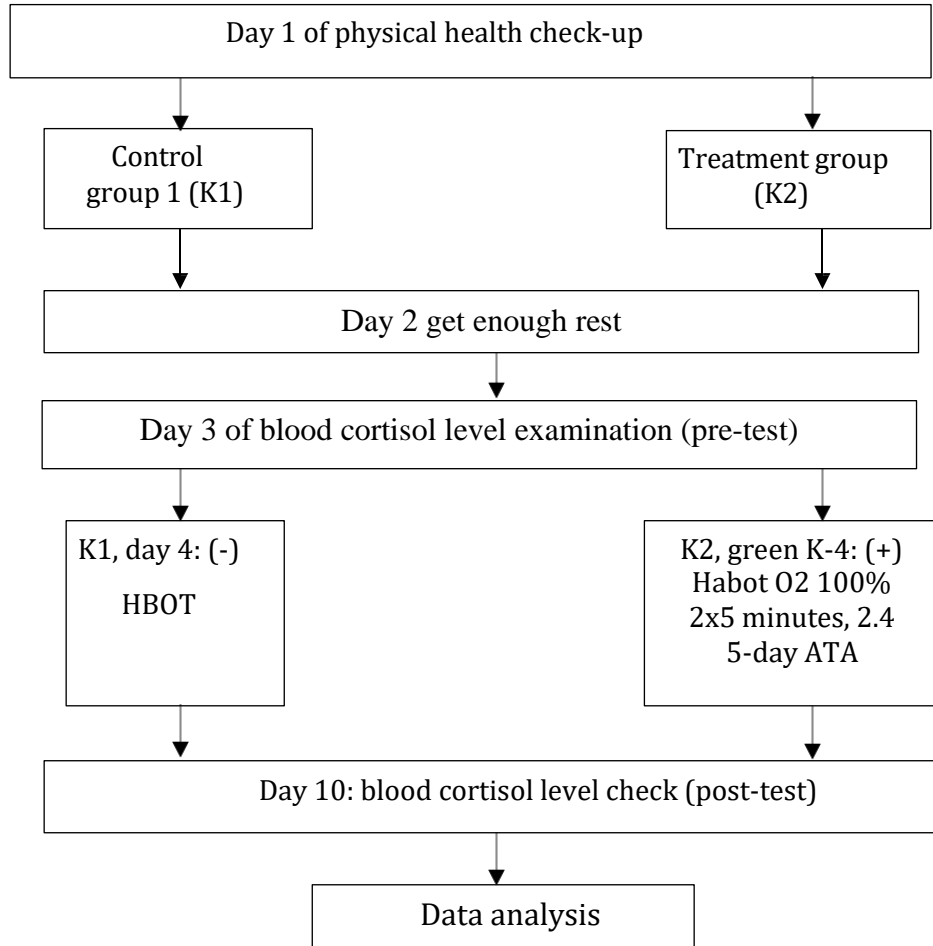 Day 1 of physical health check-up
Control
group 1 (K1)
Treatment group
(K2)
Day 2 get enough rest
Day 3 of blood cortisol level examination (pre-test)
K1, day 4: (-)
HBOT
K2, green K-4: (+)
Habot O2 100%
2x5 minutes, 2.4
5-day ATA
Day 10: blood cortisol level check (post-test)
Data analysis